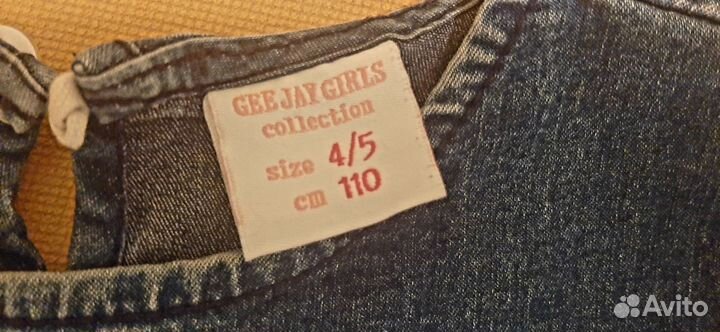 GEE JAY GIRLS
collection
size 4/5
cm 110
Avito